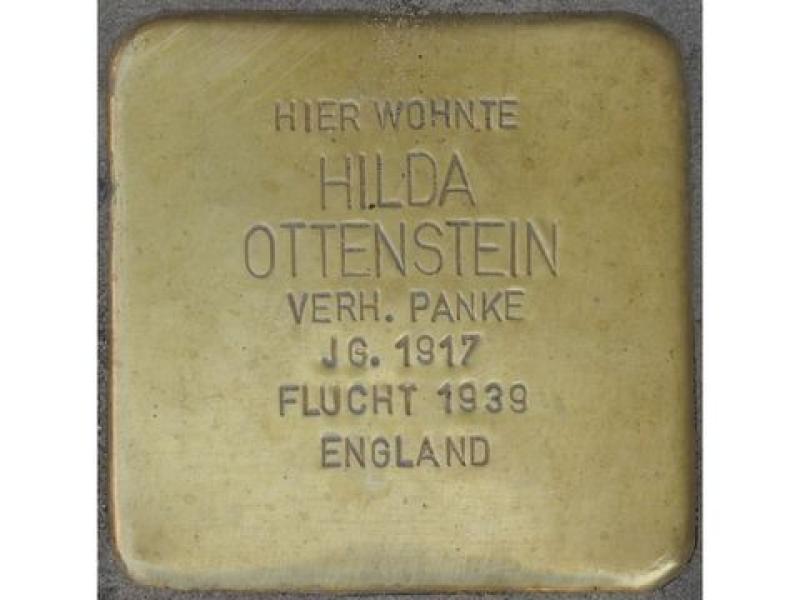 HIER WOHNTE
HILDA
OTTENSTEIN
VERH. PANKE
JG. 1917
FLUCHT 1939
ENGLAND